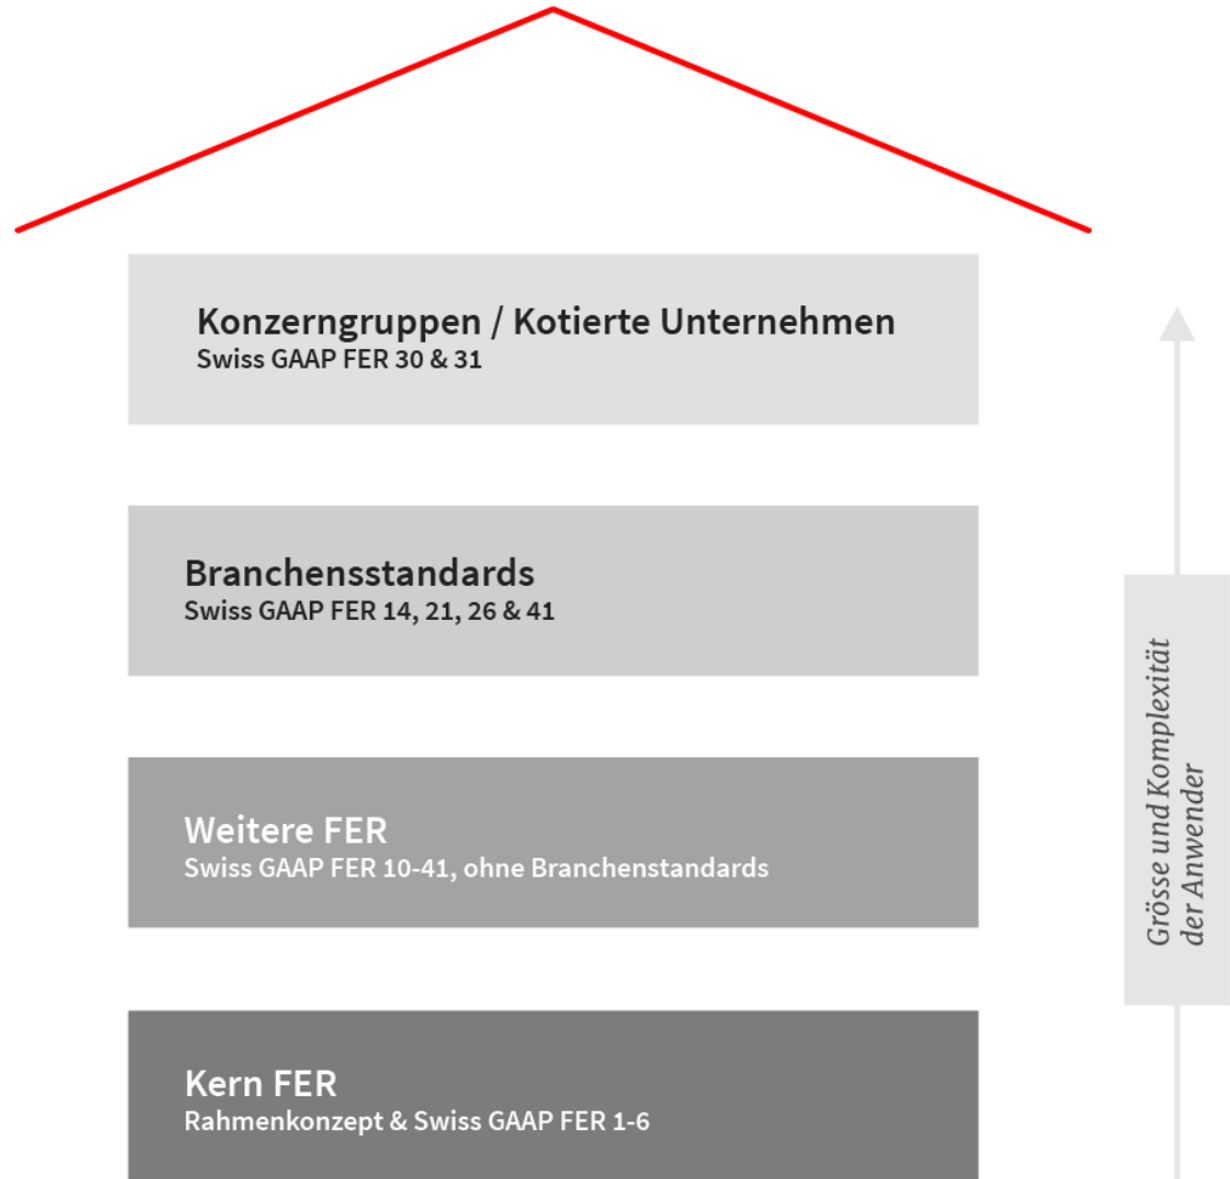 Konzerngruppen / Kotierte Unternehmen
Swiss GAAP FER 30 & 31
Branchensstandards
Swiss GAAP FER 14, 21, 26 & 41
Weitere FER
Swiss GAAP FER 10-41, ohne Branchenstandards
Kern FER
Rahmenkonzept & Swiss GAAP FER 1-6
Grösse und Komplexität
der Anwender